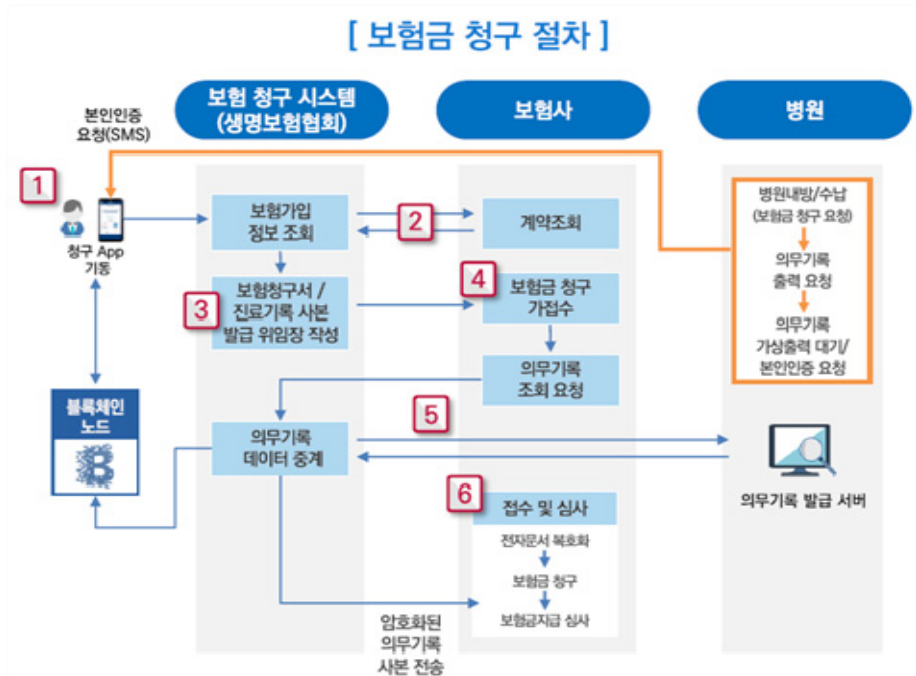 [ 보험금 청구 절차 ]
보험 청구 시스템
(생명보험협회)
보험사
병원
본인인증
요청(SMS)
1
청구 App
기동
보험가입
정보 조회
2
계약조회
병원내방/수납
(보험금 청구 요청)
의무기록
출력 요청
의무기록
가상출력 대기/
본인인증 요청
3
보험청구서 /
진료기록 사본
발급 위임장 작성
4
보험금 청구
가접수
의무기록
조회 요청
블록체인
노드
의무기록
데이터 중계
5
의무기록 발급 서버
6
접수 및 심사
전자문서 복호화
보험금 청구
보험금지급 심사
암호화된
의무기록
사본 전송